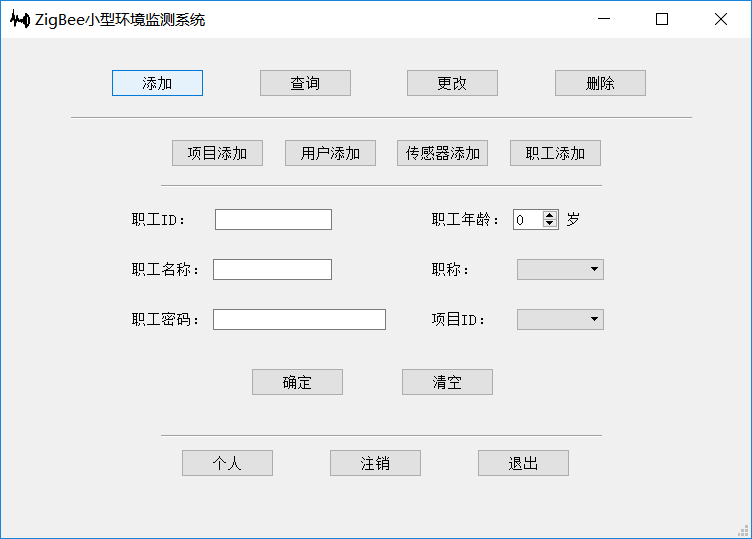 ZigBee小型环境监测系统
添加 查询 更改 删除
项目添加 用户添加 传感器添加 职工添加
职工ID： 职工年龄： 0 岁
职工名称： 职称：
职工密码： 项目ID：
确定 清空
个人 注销 退出